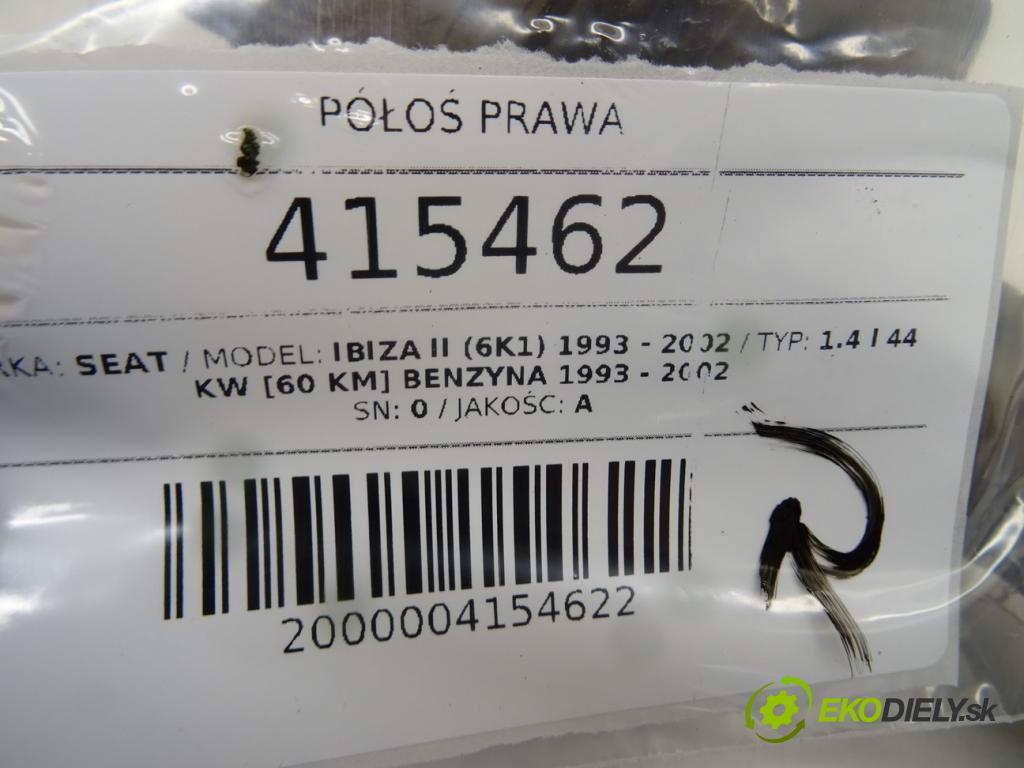 PÓŁOŚ PRAWA
415462
RKA: SEAT / MODEL: IBIZA II (6K1) 1993 - 2002 / TYP: 1.4 I 44
KW [60 KM] BENZYNA 1993 - 2002
SN: 0 / JAKOŚC: A
R
2000004154622
EKODIELY.sk